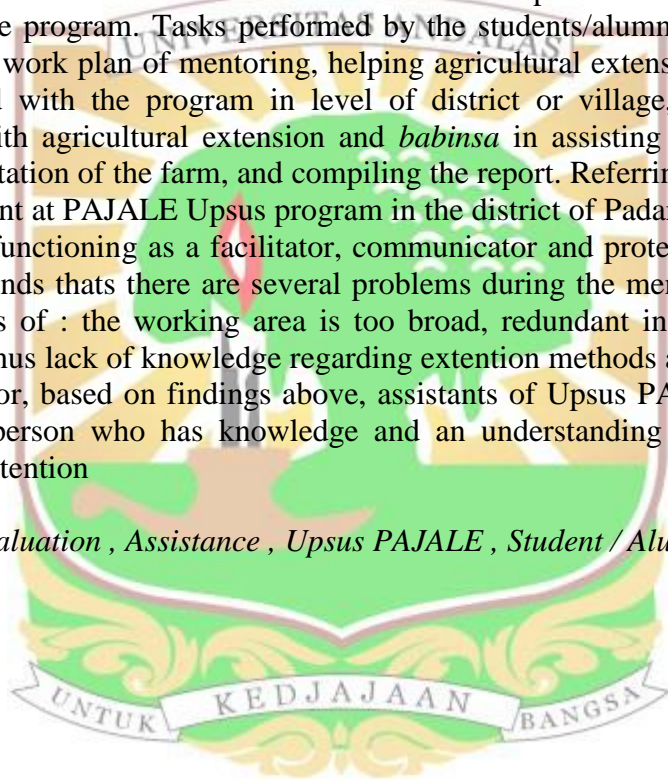 e program. Tasks performed by the students/alumn
UNIVERSITAS ANDALAS
work plan of mentoring, helping agricultural extens
with the program in level of district or village,
ith agricultural extension and babinsa in assisting
tation of the farm, and compiling the report. Referrin
nt at PAJALE Upsus program in the district of Pada
functioning as a facilitator, communicator and prote
nds thats there are several problems during the mer
s of : the working area is too broad, redundant in
nus lack of knowledge regarding extention methods a
or, based on findings above, assistants of Upsus PA
person who has knowledge and an understanding
tention
aluation , Assistance , Upsus PAJALE , Student / Alu
UNTUK KEDJAJAAN BANGSA